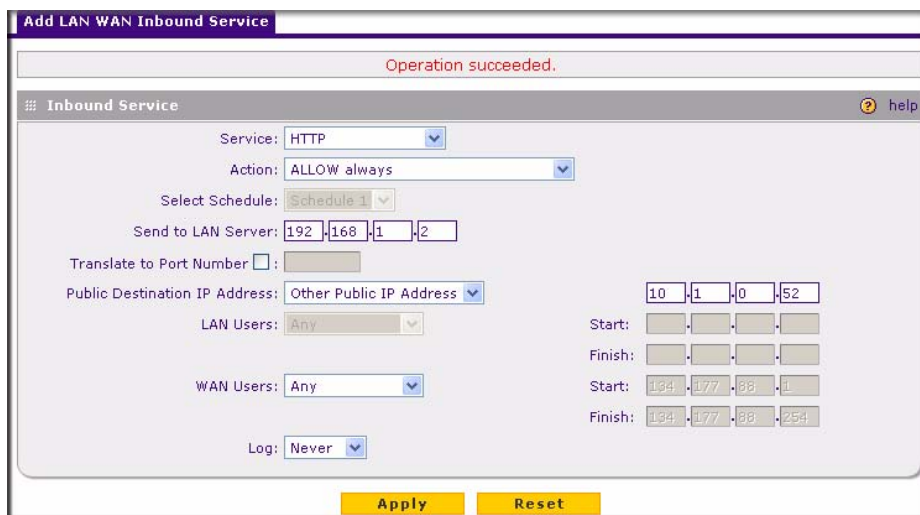 Add LAN WAN Inbound Service
Operation succeeded.
Inbound Service
help
Service: HTTP
Action: ALLOW always
Select Schedule: Schedule 1
Send to LAN Server: 192 . 168 . 1 . 2
Translate to Port Number :
Public Destination IP Address: Other Public IP Address 10 . 1 . 0 . 52
LAN Users: Any Start: . . .
Finish: . . .
WAN Users: Any Start: 134 . 177 . 88 . 1
Finish: 134 . 177 . 88 . 254
Log: Never
Apply Reset